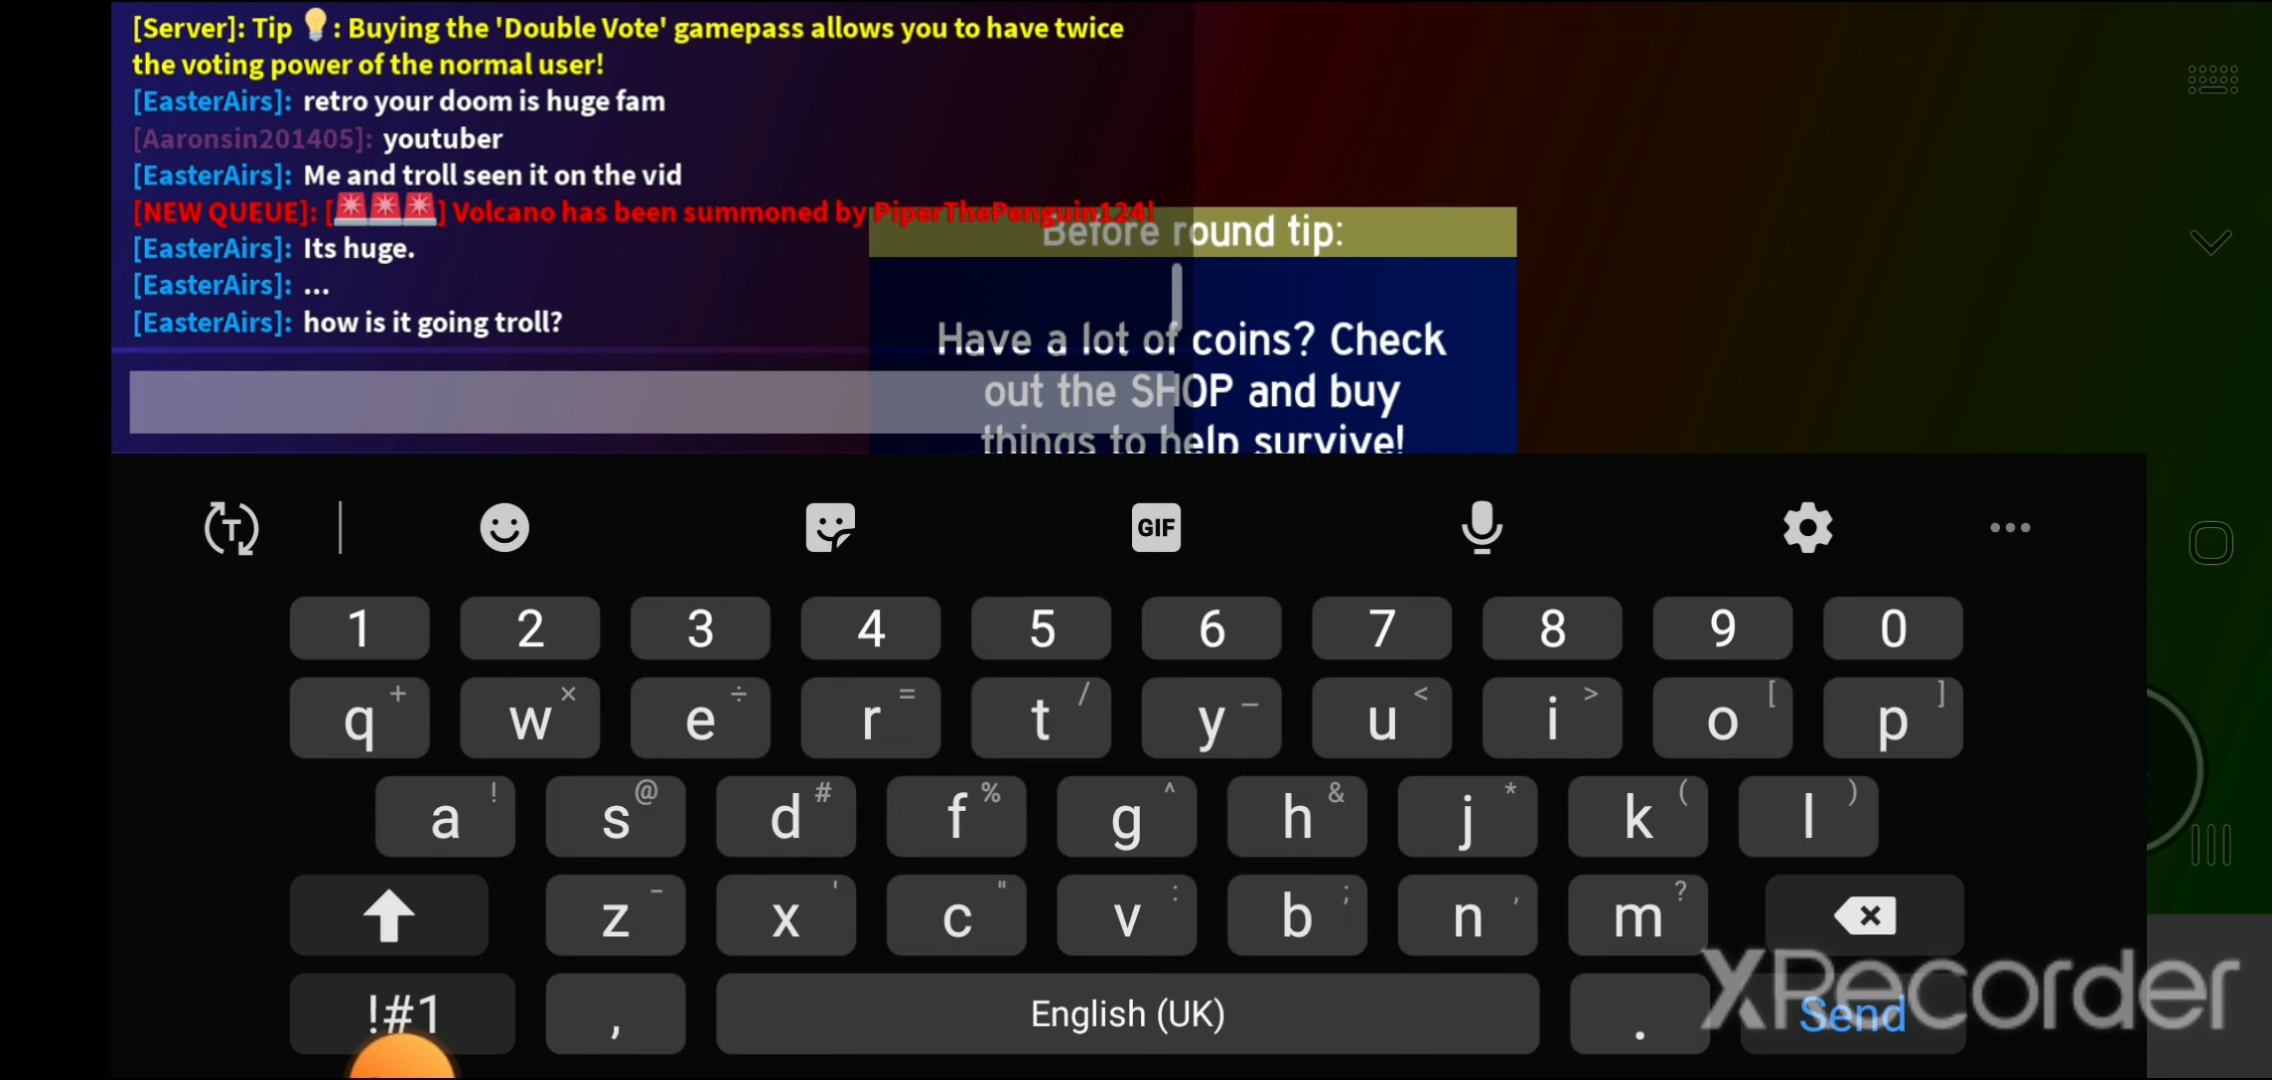 [Server]: Tip 💡: Buying the 'Double Vote' gamepass allows you to have twice
the voting power of the normal user!
[EasterAirs]: retro your doom is huge fam
[Aaronsin201405]: youtuber
[EasterAirs]: Me and troll seen it on the vid
[NEW QUEUE]: [🚨🚨🚨] Volcano has been summoned by PiperThePenguin124!
[EasterAirs]: Its huge.
[EasterAirs]: ...
[EasterAirs]: how is it going troll?
Before round tip:
Have a lot of coins? Check
out the SHOP and buy
things to help survive!
T GIF
1 2 3 4 5 6 7 8 9 0
q + w × e ÷ r = t / y _ u < i > o [ p ]
a ! s @ d # f % g ^ h & j * k ( l )
z - x ' c " v : b ; n , m ?
!#1 , English (UK) . Send
XRecorder